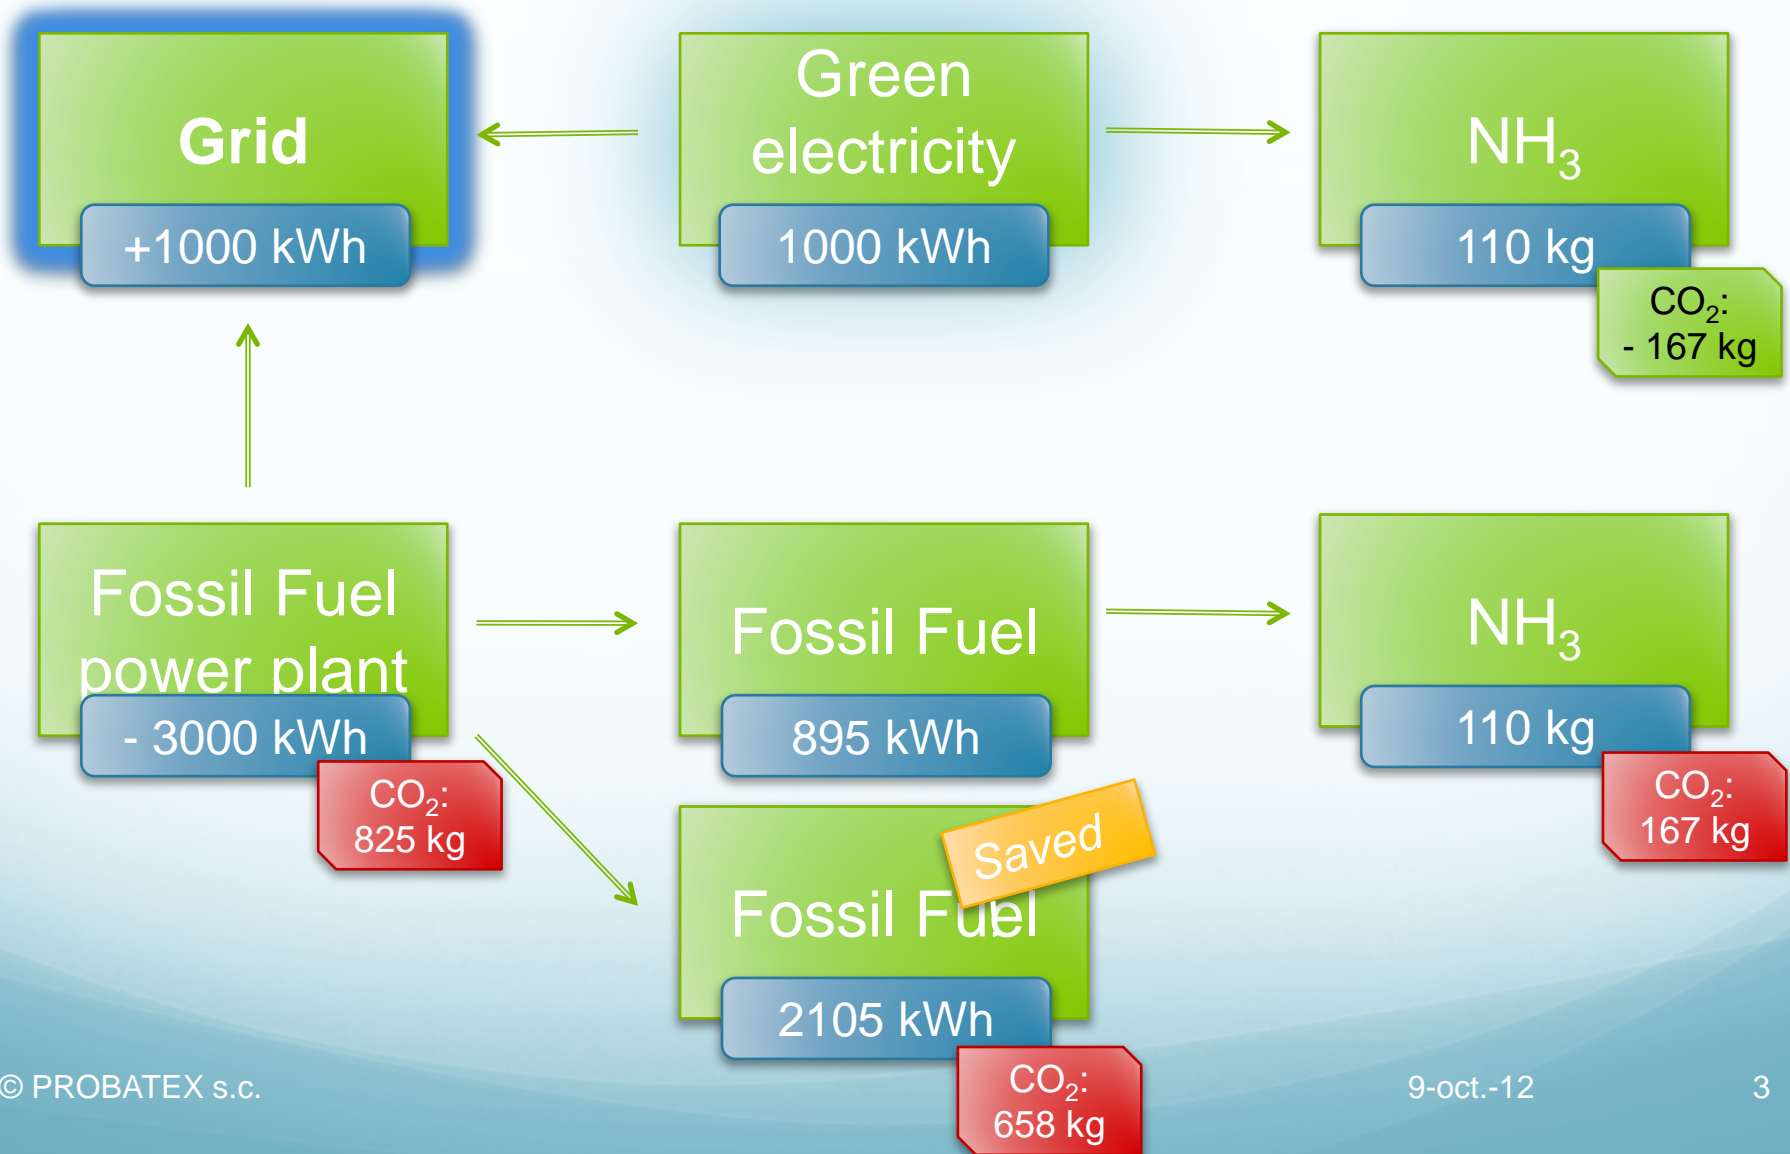 Grid
+1000 kWh
Green
electricity
1000 kWh
NH₃
110 kg
CO₂:
- 167 kg
Fossil Fuel
power plant
- 3000 kWh
CO₂:
825 kg
Fossil Fuel
895 kWh
NH₃
110 kg
CO₂:
167 kg
Saved
Fossil Fuel
2105 kWh
CO₂:
658 kg
© PROBATEX s.c.
9-oct.-12
3